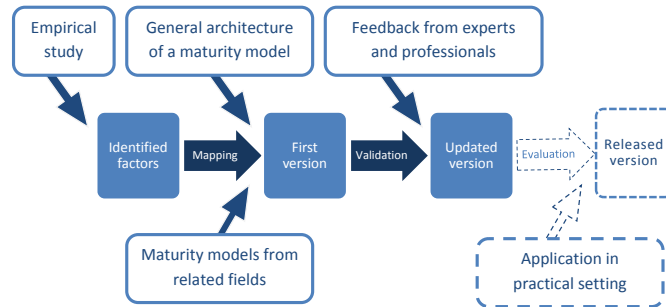 Empirical
study
General architecture
of a maturity model
Feedback from experts
and professionals
Identified
factors
Mapping
First
version
Validation
Updated
version
Evaluation
Released
version
Maturity models from
related fields
Application in
practical setting